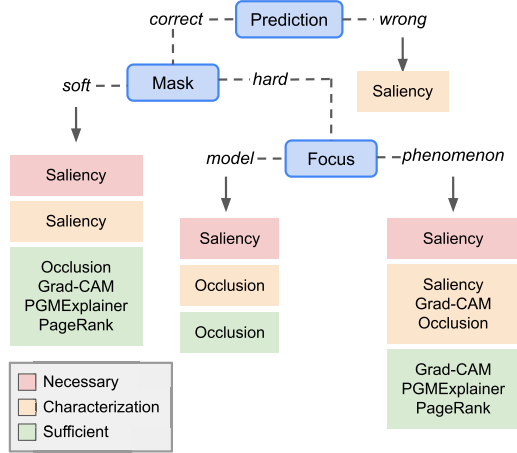 correct
Prediction
wrong
Saliency
soft
Mask
hard
model
Focus
phenomenon
Saliency
Saliency
Occlusion
Grad-CAM
PGMExplainer
PageRank
Saliency
Occlusion
Occlusion
Saliency
Saliency
Grad-CAM
Occlusion
Grad-CAM
PGMExplainer
PageRank
Necessary
Characterization
Sufficient